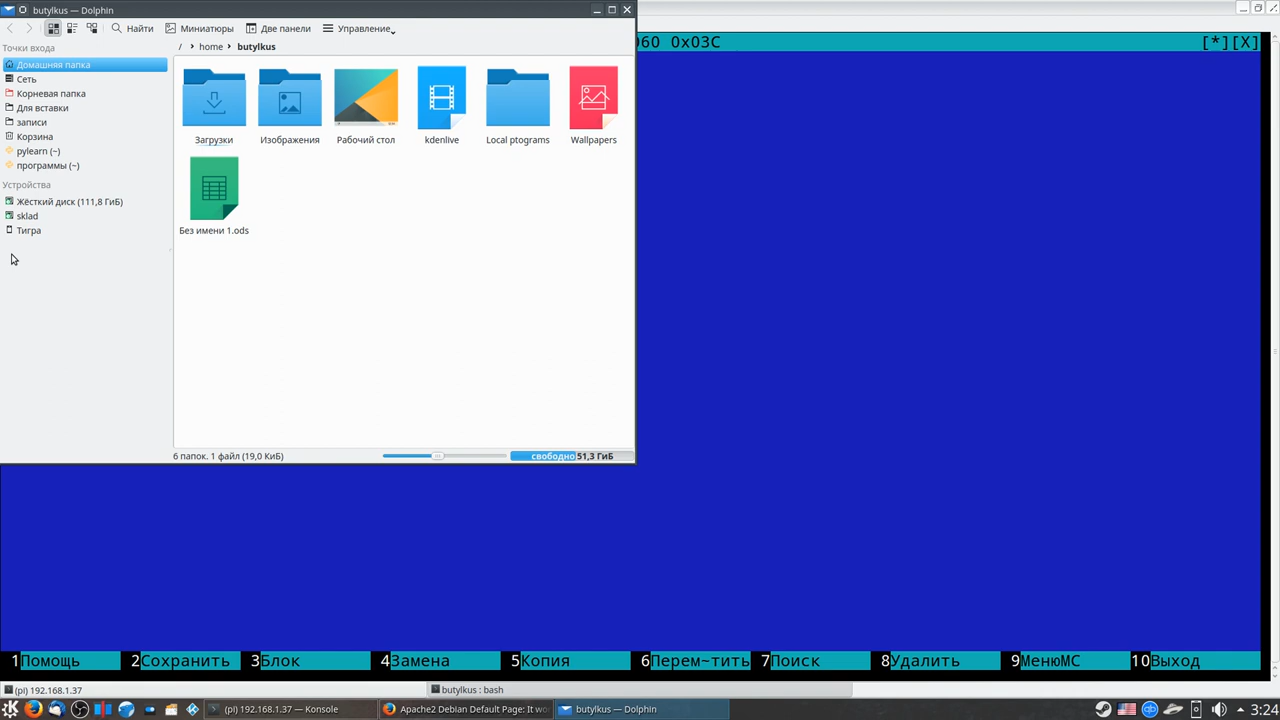 butylkus — Dolphin
Найти
Миниатюры
Две панели
Управление
/ home butylkus
Точки входа
Домашняя папка
Сеть
Корневая папка
Для вставки
записи
Корзина
pylearn (~)
программы (~)
Устройства
Жёсткий диск (111,8 ГиБ)
sklad
Тигра
Загрузки
Изображения
Рабочий стол
kdenlive
Local ptograms
Wallpapers
Без имени 1.ods
6 папок. 1 файл (19,0 КиБ)
свободно 51,3 ГиБ
060 0x03C
[*][X]
1Помощь 2Сохранить 3Блок 4Замена 5Копия 6Перем~тить 7Поиск 8Удалить 9МенюMC 10Выход
(pi) 192.168.1.37
butylkus : bash
(pi) 192.168.1.37 — Konsole
Apache2 Debian Default Page: It wo
butylkus — Dolphin
3:24